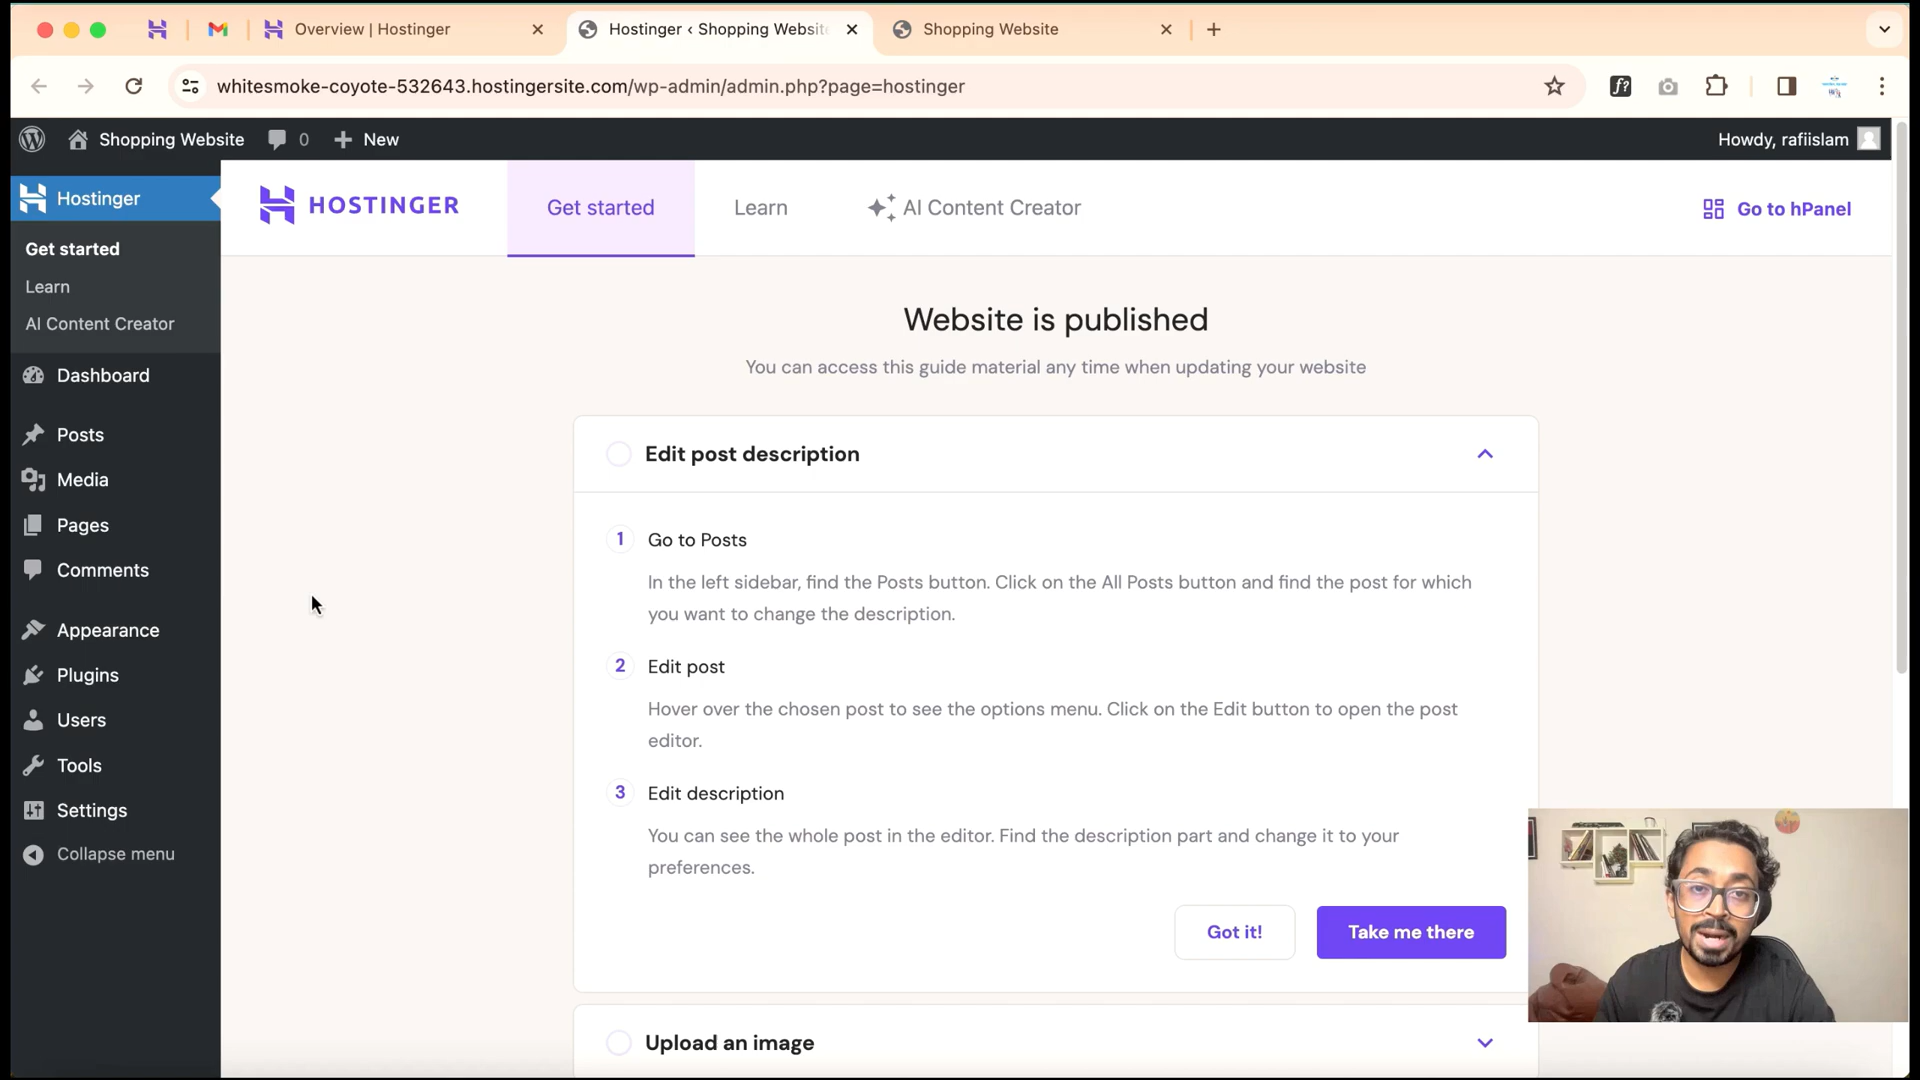 Overview | Hostinger
Hostinger ‹ Shopping Websit
Shopping Website
whitesmoke-coyote-532643.hostingersite.com/wp-admin/admin.php?page=hostinger
f?
Shopping Website
0
New
Howdy, rafiislam
Hostinger
Get started
Learn
AI Content Creator
Dashboard
Posts
Media
Pages
Comments
Appearance
Plugins
Users
Tools
Settings
Collapse menu
HOSTINGER
Get started
Learn
AI Content Creator
Go to hPanel
Website is published
You can access this guide material any time when updating your website
Edit post description
1 Go to Posts
In the left sidebar, find the Posts button. Click on the All Posts button and find the post for which
you want to change the description.
2 Edit post
Hover over the chosen post to see the options menu. Click on the Edit button to open the post
editor.
3 Edit description
You can see the whole post in the editor. Find the description part and change it to your
preferences.
Got it!
Take me there
Upload an image